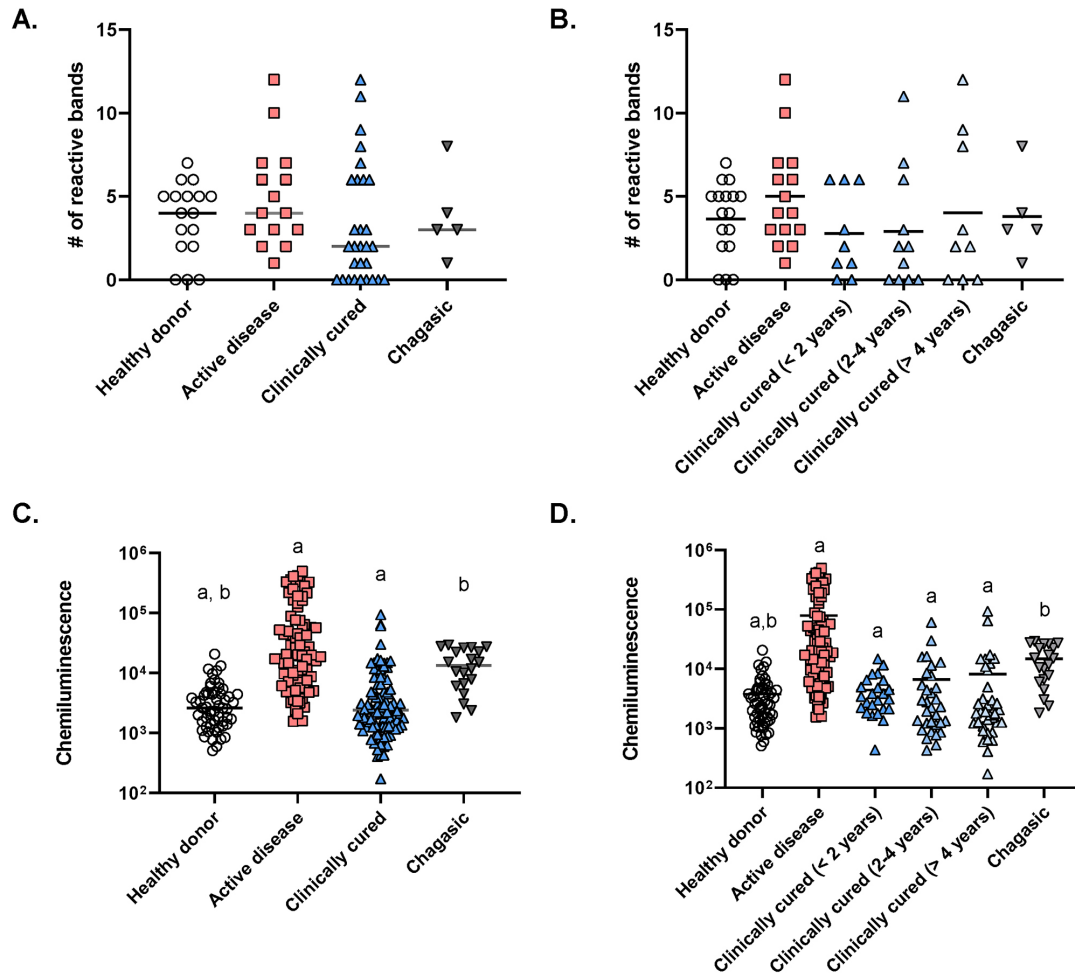 A.
# of reactive bands
15
10
5
0
Healthy donor
Active disease
Clinically cured
Chagasic
B.
# of reactive bands
15
10
5
0
Healthy donor
Active disease
Clinically cured (< 2 years)
Clinically cured (2-4 years)
Clinically cured (> 4 years)
Chagasic
C.
Chemiluminescence
10⁶
10⁵
10⁴
10³
10²
a, b
a
a
b
Healthy donor
Active disease
Clinically cured
Chagasic
D.
Chemiluminescence
10⁶
10⁵
10⁴
10³
10²
a,b
a
a
a
a
b
Healthy donor
Active disease
Clinically cured (< 2 years)
Clinically cured (2-4 years)
Clinically cured (> 4 years)
Chagasic